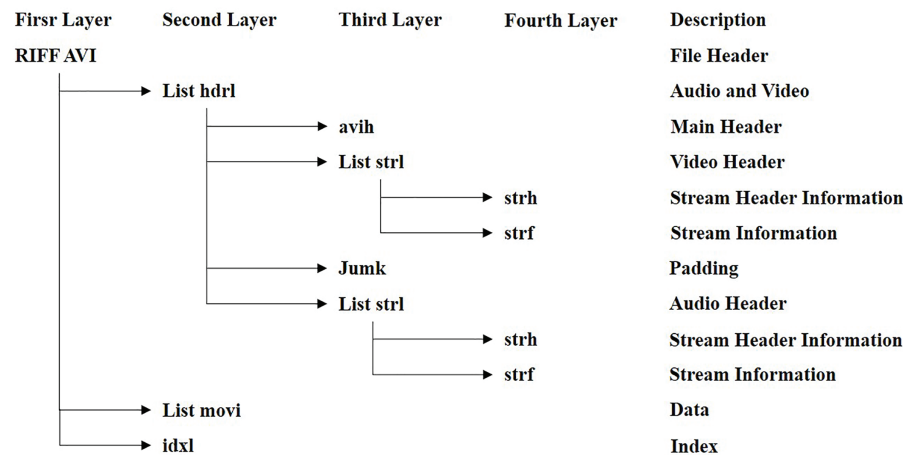 Firsr Layer Second Layer Third Layer Fourth Layer Description
RIFF AVI File Header
List hdrl Audio and Video
avih Main Header
List strl Video Header
strh Stream Header Information
strf Stream Information
Jumk Padding
List strl Audio Header
strh Stream Header Information
strf Stream Information
List movi Data
idxl Index